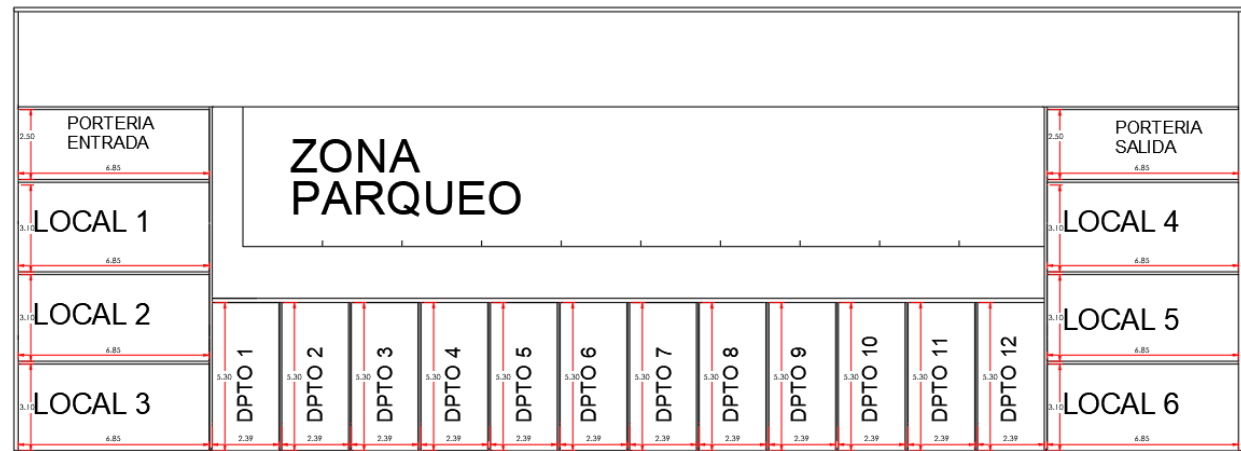 PORTERIA
ENTRADA
2.50
6.85
ZONA
PARQUEO
PORTERIA
SALIDA
2.50
6.85
LOCAL 1
3.10
6.85
LOCAL 4
3.10
6.85
LOCAL 2
3.10
6.85
LOCAL 5
3.10
6.85
LOCAL 3
3.10
6.85
DPTO 1
5.30
2.39
DPTO 2
5.30
2.39
DPTO 3
5.30
2.39
DPTO 4
5.30
2.39
DPTO 5
5.30
2.39
DPTO 6
5.30
2.39
DPTO 7
5.30
2.39
DPTO 8
5.30
2.39
DPTO 9
5.30
2.39
DPTO 10
5.30
2.39
DPTO 11
5.30
2.39
DPTO 12
5.30
2.39
LOCAL 6
3.10
6.85